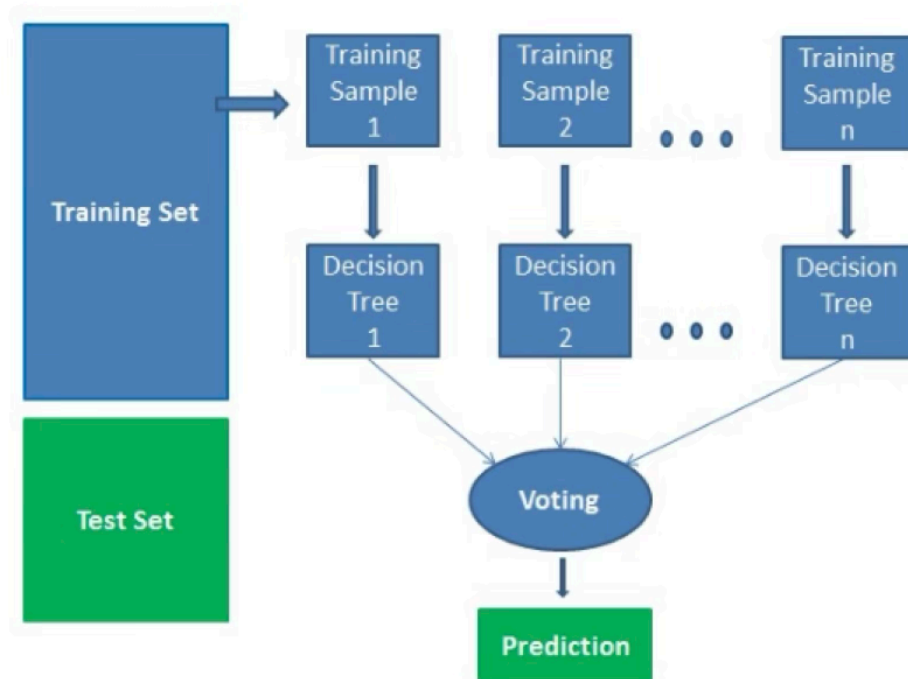 Training Set
Training
Sample
1
Training
Sample
2
Training
Sample
n
Decision
Tree
1
Decision
Tree
2
Decision
Tree
n
Voting
Test Set
Prediction